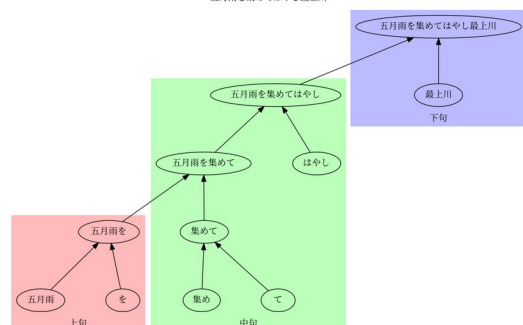 五月雨を集めてはやし最上川
五月雨を集めてはやし
最上川
下句
五月雨を集めて
はやし
五月雨を
集めて
五月雨
を
集め
て
上句
中句